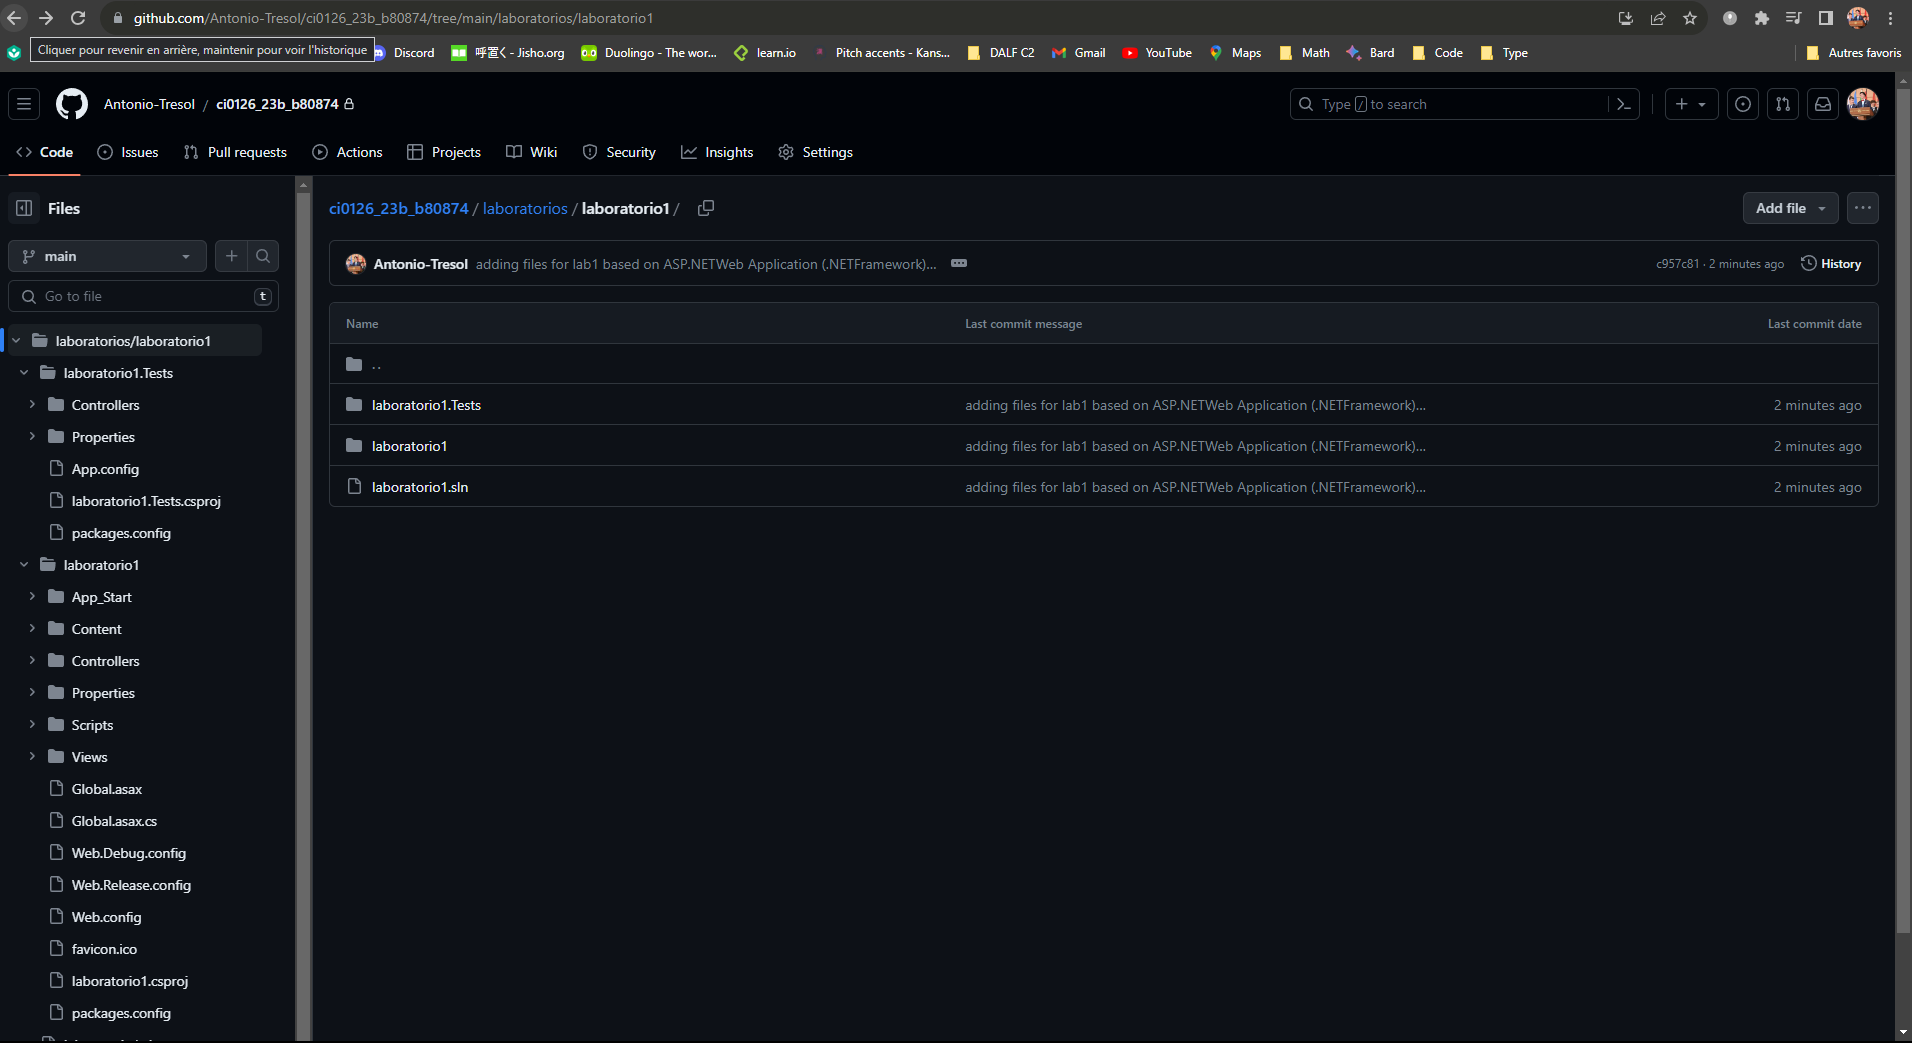 github.com/Antonio-Tresol/ci0126_23b_b80874/tree/main/laboratorios/laboratorio1
Cliquer pour revenir en arrière, maintenir pour voir l'historique
Discord 呼置く - Jisho.org Duolingo - The wor... learn.io Pitch accents - Kans... DALF C2 Gmail YouTube Maps Math Bard Code Type Autres favoris
Antonio-Tresol / ci0126_23b_b80874
Type / to search
Code Issues Pull requests Actions Projects Wiki Security Insights Settings
Files
ci0126_23b_b80874 / laboratorios / laboratorio1 /
Add file
main
Go to file t
Antonio-Tresol adding files for lab1 based on ASP.NETWeb Application (.NETFramework)...
c957c81 · 2 minutes ago History
Name Last commit message Last commit date
..
laboratorio1.Tests adding files for lab1 based on ASP.NETWeb Application (.NETFramework)... 2 minutes ago
laboratorio1 adding files for lab1 based on ASP.NETWeb Application (.NETFramework)... 2 minutes ago
laboratorio1.sln adding files for lab1 based on ASP.NETWeb Application (.NETFramework)... 2 minutes ago
laboratorios/laboratorio1
laboratorio1.Tests
Controllers
Properties
App.config
laboratorio1.Tests.csproj
packages.config
laboratorio1
App_Start
Content
Controllers
Properties
Scripts
Views
Global.asax
Global.asax.cs
Web.Debug.config
Web.Release.config
Web.config
favicon.ico
laboratorio1.csproj
packages.config